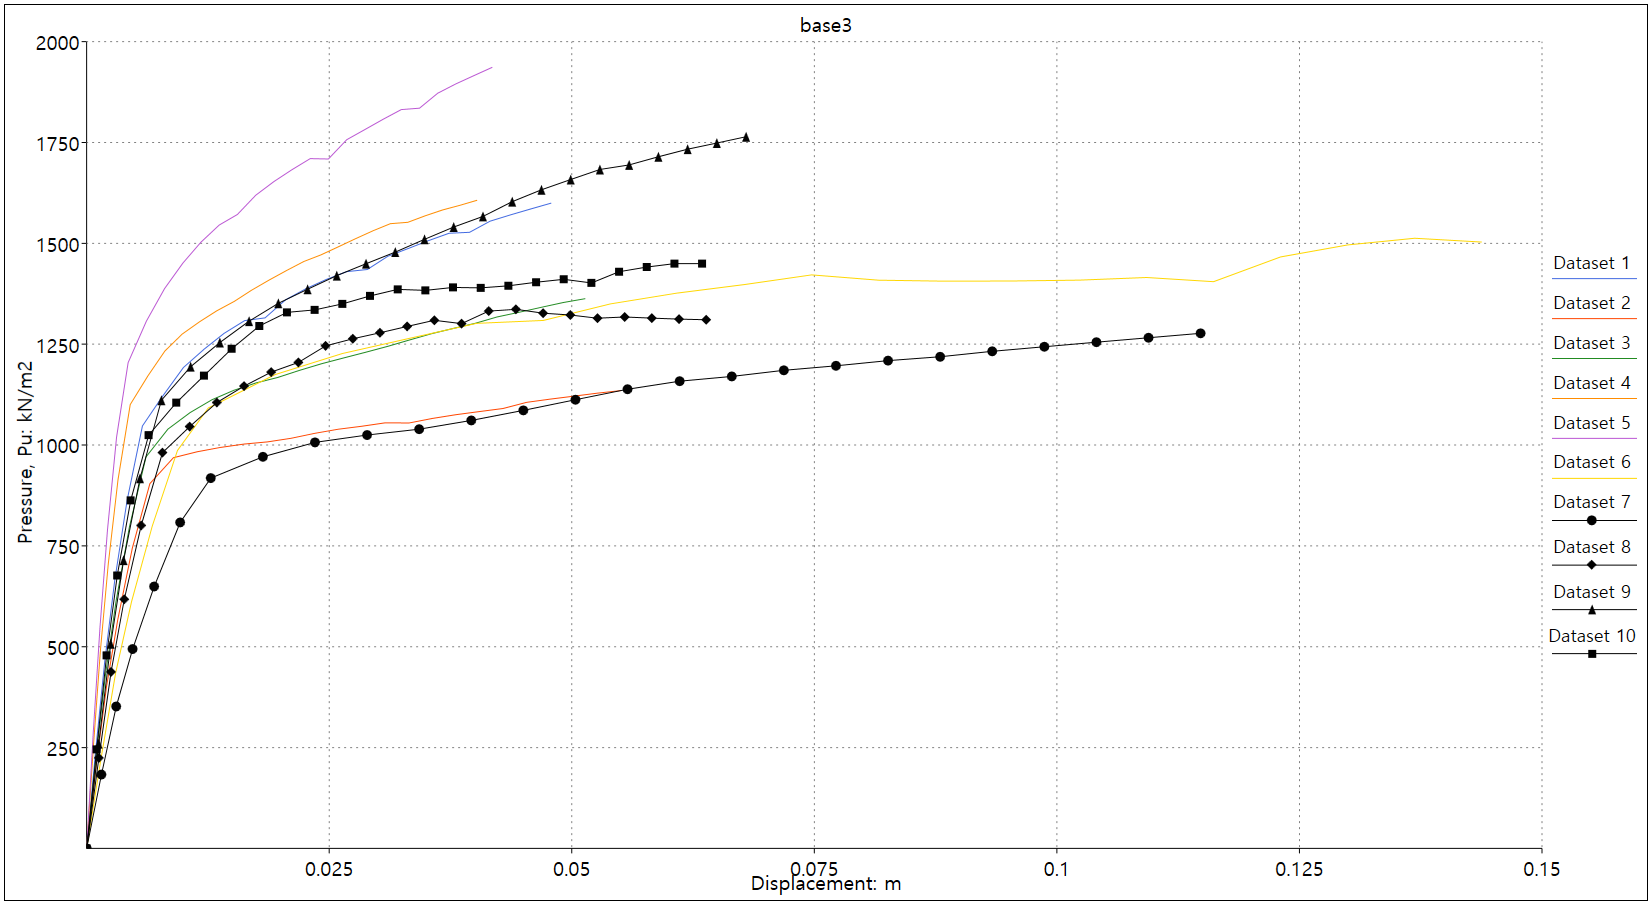 base3
2000
1750
1500
1250
1000
750
500
250
Pressure, Pu: kN/m2
0.025
0.05
0.075
0.1
0.125
0.15
Displacement: m
Dataset 1
Dataset 2
Dataset 3
Dataset 4
Dataset 5
Dataset 6
Dataset 7
Dataset 8
Dataset 9
Dataset 10